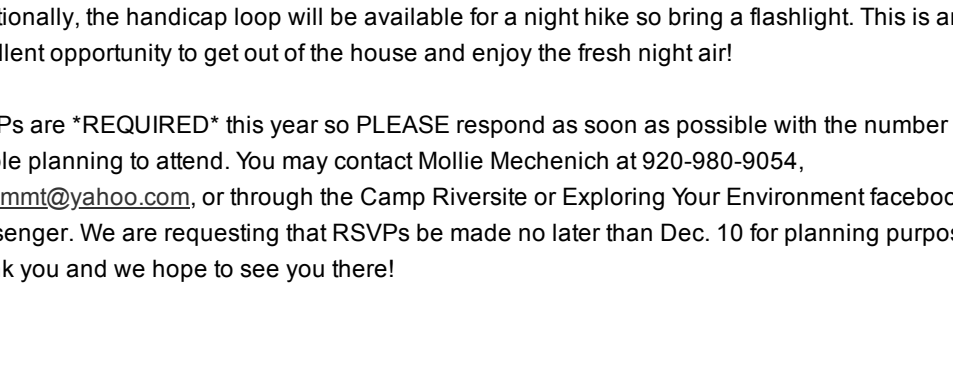 tionally, the handicap loop will be available for a night hike so bring a flashlight. This is a
llent opportunity to get out of the house and enjoy the fresh night air!
Ps are *REQUIRED* this year so PLEASE respond as soon as possible with the number
ple planning to attend. You may contact Mollie Mechenich at 920-980-9054,
mmt@yahoo.com, or through the Camp Riversite or Exploring Your Environment faceboo
senger. We are requesting that RSVPs be made no later than Dec. 10 for planning purpos
k you and we hope to see you there!